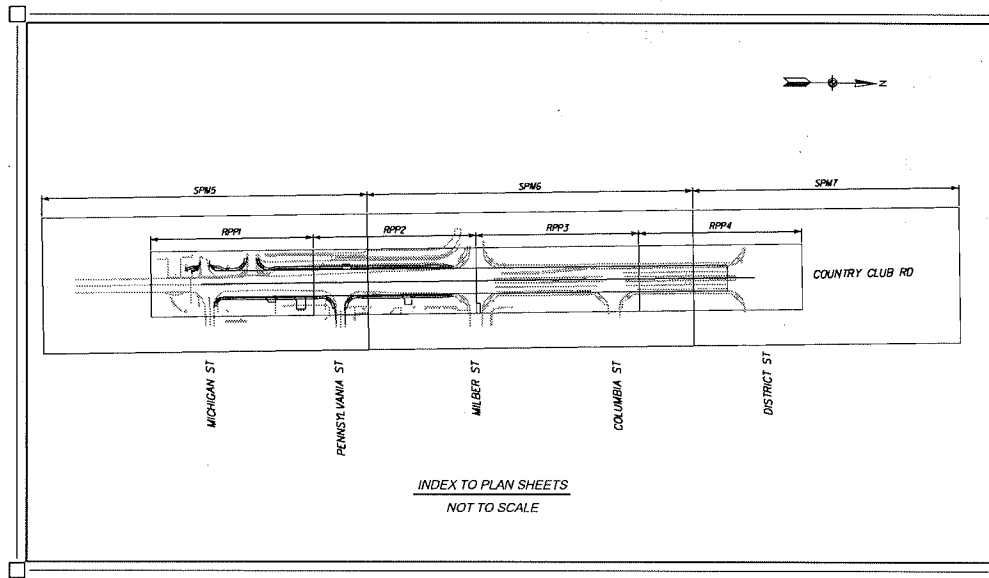 N
SPM5
SPM6
SPM7
RPP1
RPP2
RPP3
RPP4
COUNTRY CLUB RD
MICHIGAN ST
PENNSYLVANIA ST
MILBER ST
COLUMBIA ST
DISTRICT ST
INDEX TO PLAN SHEETS
NOT TO SCALE